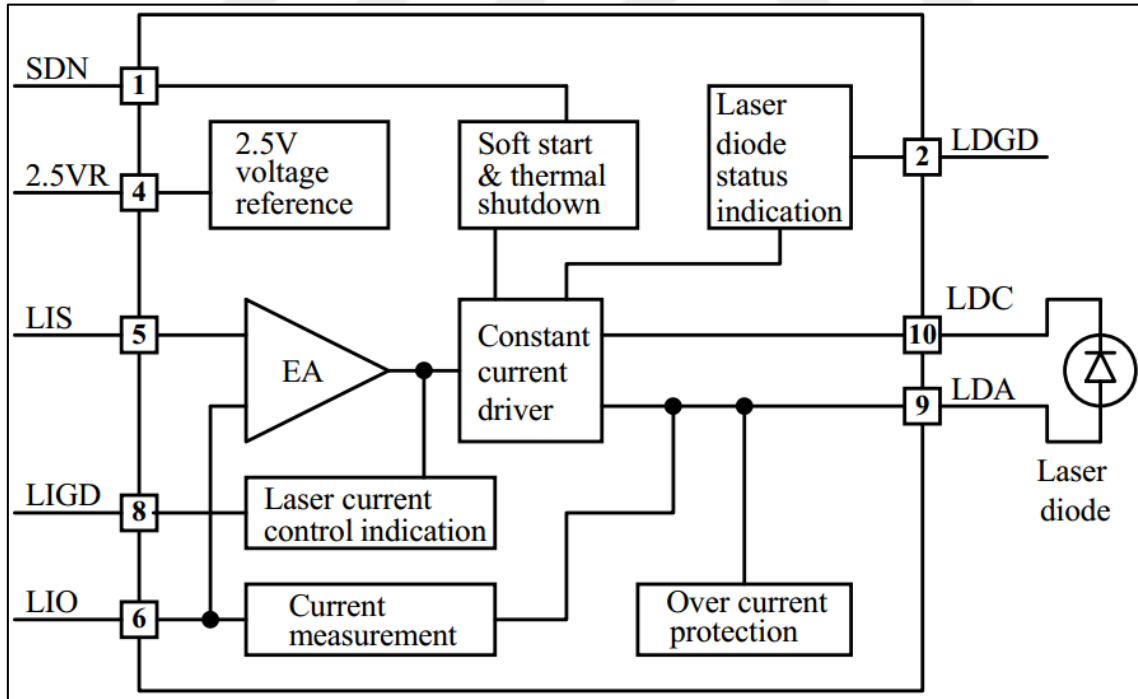 SDN
1
2.5VR
4
2.5V
voltage
reference
Soft start
& thermal
shutdown
Laser
diode
status
indication
2
LDGD
LIS
5
EA
Constant
current
driver
LDC
10
9
LDA
Laser
diode
LIGD
8
Laser current
control indication
LIO
6
Current
measurement
Over current
protection